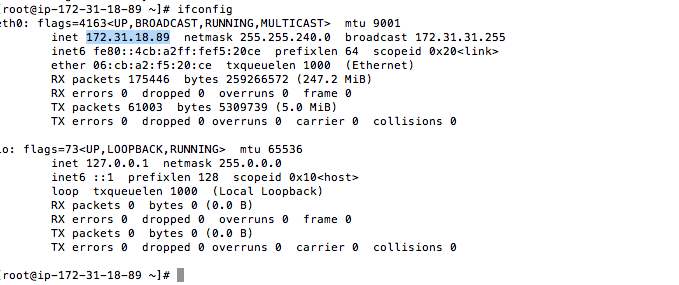 [root@ip-172-31-18-89 ~]# ifconfig
eth0: flags=4163<UP,BROADCAST,RUNNING,MULTICAST>  mtu 9001
        inet 172.31.18.89  netmask 255.255.240.0  broadcast 172.31.31.255
        inet6 fe80::4cb:a2ff:fef5:20ce  prefixlen 64  scopeid 0x20<link>
        ether 06:cb:a2:f5:20:ce  txqueuelen 1000  (Ethernet)
        RX packets 175446  bytes 259266572 (247.2 MiB)
        RX errors 0  dropped 0  overruns 0  frame 0
        TX packets 61003  bytes 5309739 (5.0 MiB)
        TX errors 0  dropped 0 overruns 0  carrier 0  collisions 0

lo: flags=73<UP,LOOPBACK,RUNNING>  mtu 65536
        inet 127.0.0.1  netmask 255.0.0.0
        inet6 ::1  prefixlen 128  scopeid 0x10<host>
        loop  txqueuelen 1000  (Local Loopback)
        RX packets 0  bytes 0 (0.0 B)
        RX errors 0  dropped 0  overruns 0  frame 0
        TX packets 0  bytes 0 (0.0 B)
        TX errors 0  dropped 0 overruns 0  carrier 0  collisions 0

[root@ip-172-31-18-89 ~]#